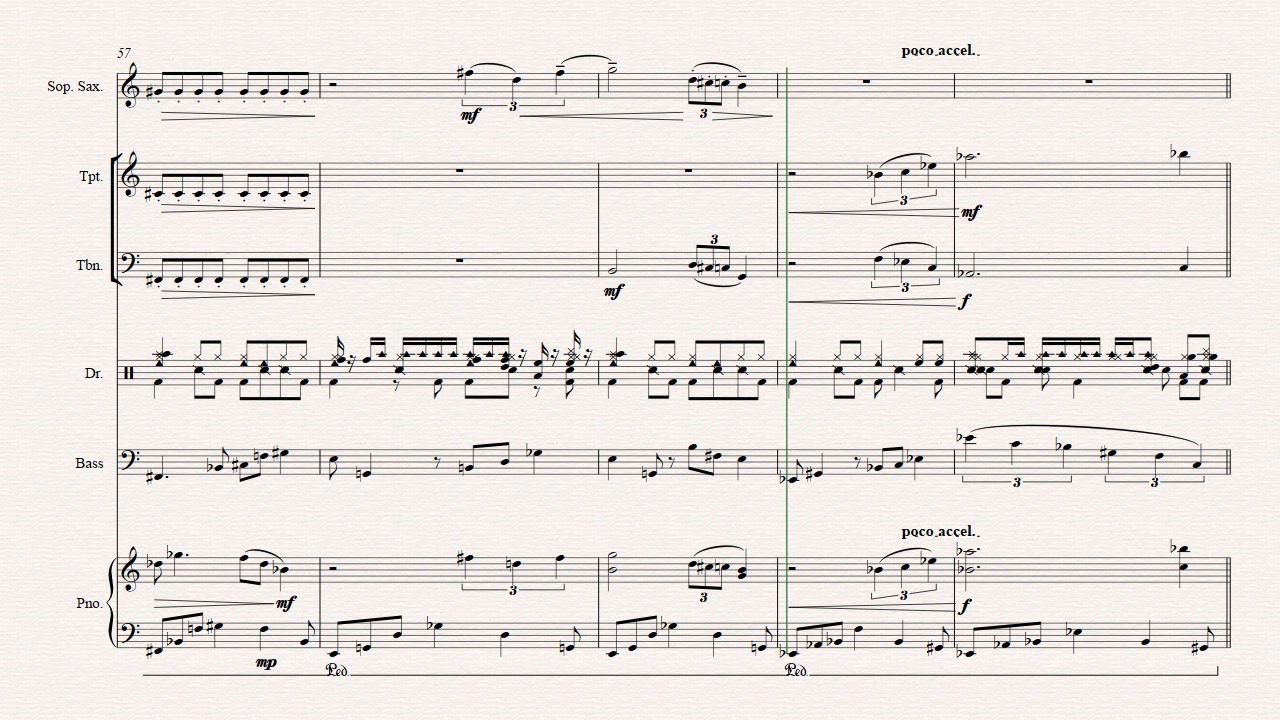 poco accel.
57
Sop. Sax.
3
mf
3
Tpt.
3
mf
Tbn.
3
mf
3
f
Dr.
Bass
3
3
poco accel.
Pno.
mf
3
3
3
f
mp
Ped
Ped